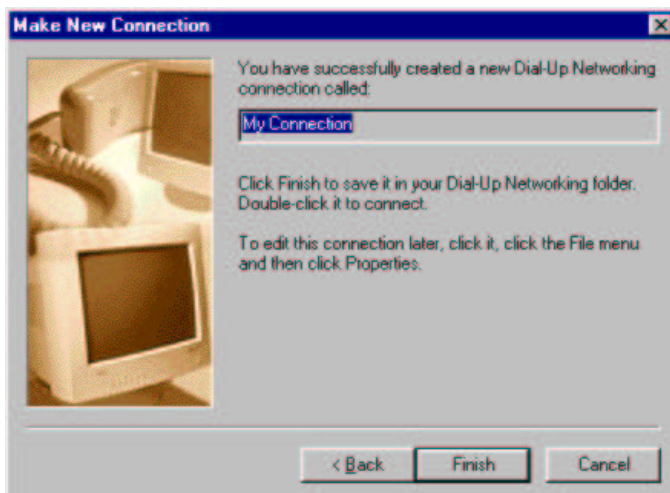 Make New Connection
You have successfully created a new Dial-Up Networking
connection called:
My Connection
Click Finish to save it in your Dial-Up Networking folder.
Double-click it to connect.
To edit this connection later, click it, click the File menu
and then click Properties.
< Back
Finish
Cancel